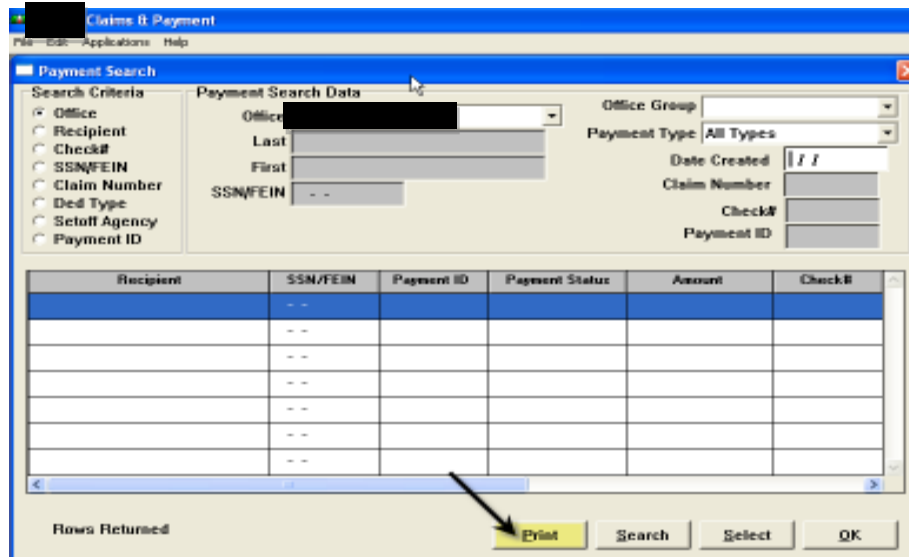 Claims & Payment
File Edit Applications Help
Payment Search
Search Criteria
Office
Recipient
Check#
SSN/FEIN
Claim Number
Ded Type
Setoff Agency
Payment ID
Payment Search Data
Office
Last
First
SSN/FEIN - -
Office Group
Payment Type All Types
Date Created / /
Claim Number
Check#
Payment ID
Recipient SSN/FEIN Payment ID Payment Status Amount Check#
- -
- -
- -
- -
- -
- -
- -
Rows Returned
Print Search Select OK